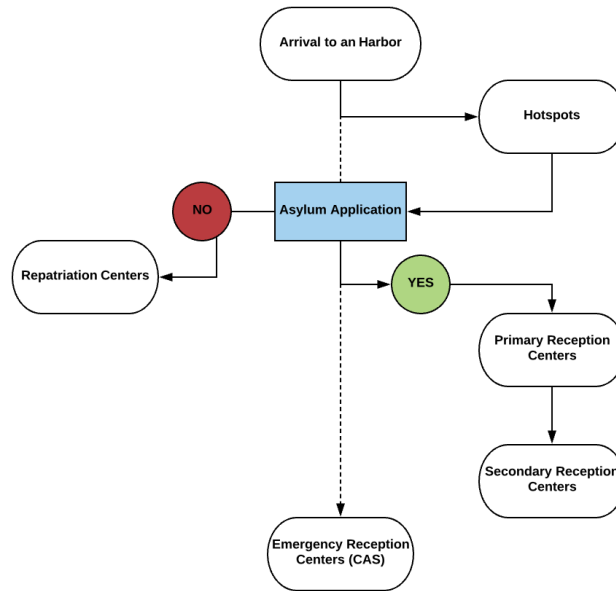 Arrival to an Harbor
Hotspots
NO
Asylum Application
Repatriation Centers
YES
Primary Reception
Centers
Secondary Reception
Centers
Emergency Reception
Centers (CAS)